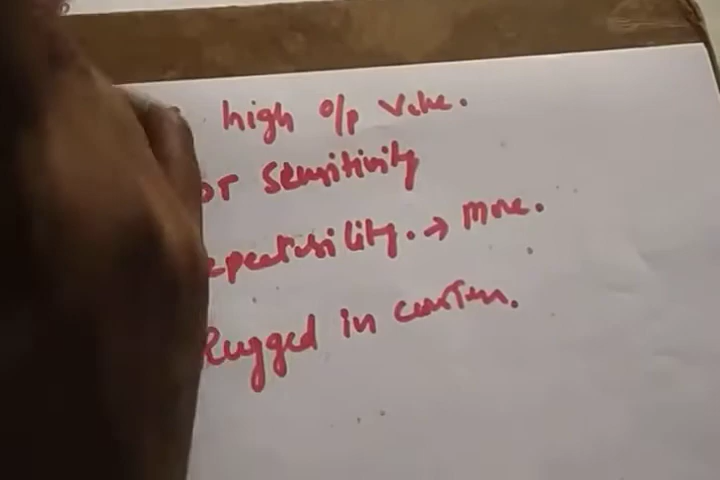 high o/p value.
or sensitivity
epeatability. → more.
Rugged in